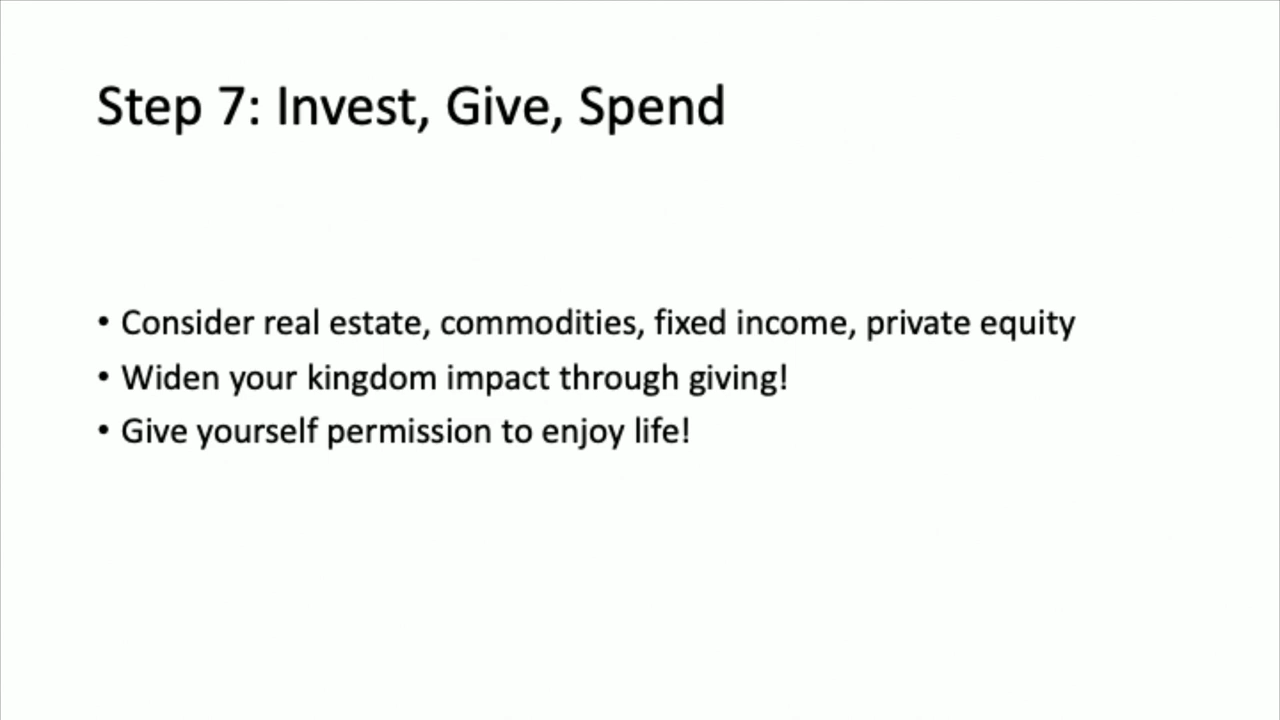 Step 7: Invest, Give, Spend
• Consider real estate, commodities, fixed income, private equity
• Widen your kingdom impact through giving!
• Give yourself permission to enjoy life!